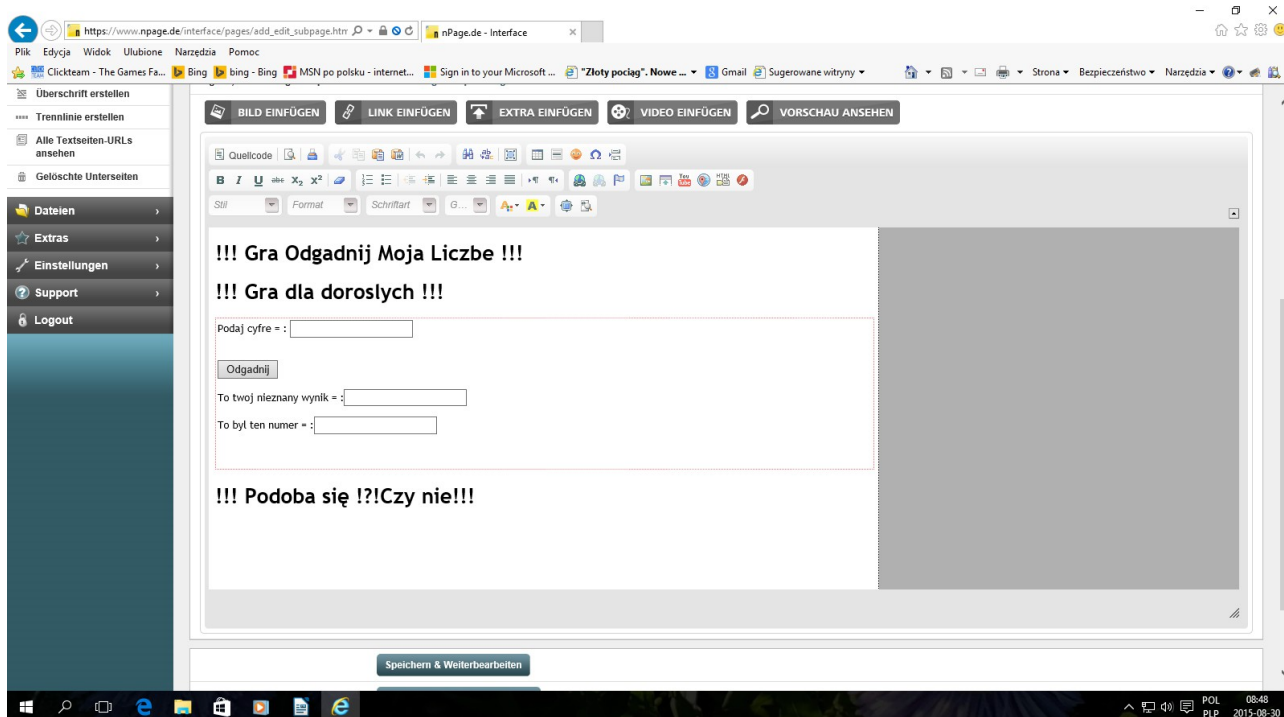 https://www.npage.de/interface/pages/add_edit_subpage.htm
nPage.de - Interface
Plik Edycja Widok Ulubione Narzędzia Pomoc
Clickteam - The Games Fa... Bing bing - Bing MSN po polsku - internet... Sign in to your Microsoft ... "Złoty pociąg". Nowe ... Gmail Sugerowane witryny Strona Bezpieczeństwo Narzędzia
Überschrift erstellen
Trennlinie erstellen
Alle Textseiten-URLs
ansehen
Gelöschte Unterseiten
Dateien
Extras
Einstellungen
Support
Logout
BILD EINFÜGEN LINK EINFÜGEN EXTRA EINFÜGEN VIDEO EINFÜGEN VORSCHAU ANSEHEN
Quellcode
B I U abc X₂ X²
Stil Format Schriftart G...
!!! Gra Odgadnij Moja Liczbe !!!
!!! Gra dla doroslych !!!
Podaj cyfre = :
Odgadnij
To twoj nieznany wynik = :
To byl ten numer = :
!!! Podoba się !?!Czy nie!!!
Speichern & Weiterbearbeiten
POL 08:48
PLP 2015-08-30